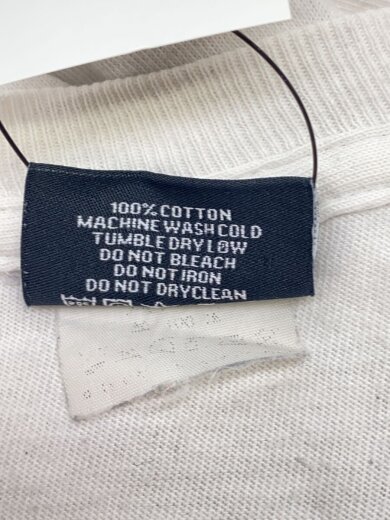 100% COTTON
MACHINE WASH COLD
TUMBLE DRY LOW
DO NOT BLEACH
DO NOT IRON
DO NOT DRYCLEAN